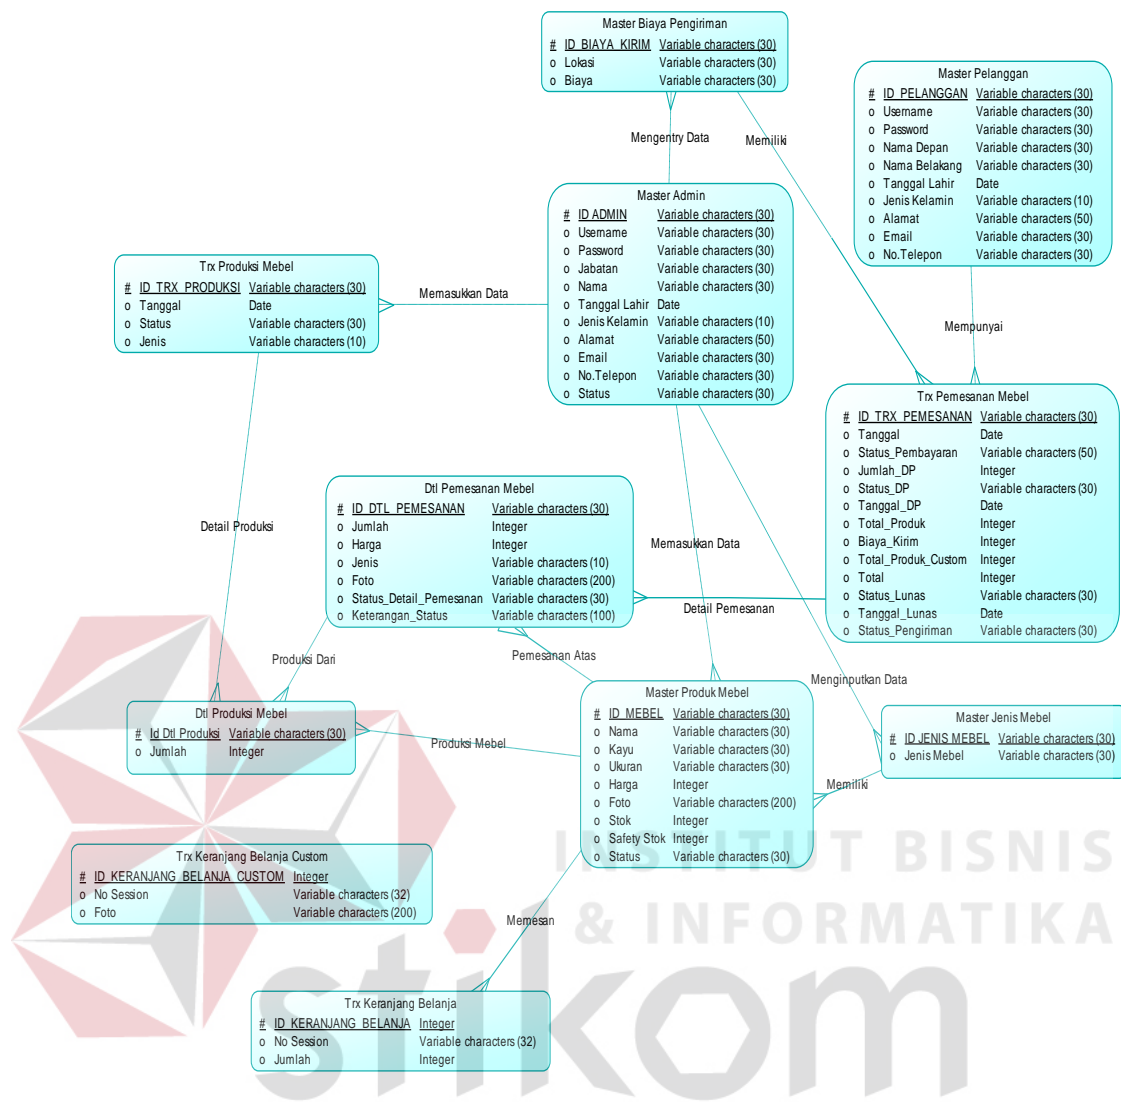 Master Biaya Pengiriman
# ID_BIAYA_KIRIM Variable characters (30)
o Lokasi Variable characters (30)
o Biaya Variable characters (30)
Master Pelanggan
# ID_PELANGGAN Variable characters (30)
o Username Variable characters (30)
o Password Variable characters (30)
o Nama Depan Variable characters (30)
o Nama Belakang Variable characters (30)
o Tanggal Lahir Date
o Jenis Kelamin Variable characters (10)
o Alamat Variable characters (50)
o Email Variable characters (30)
o No.Telepon Variable characters (30)
Mengentry Data
Memiliki
Master Admin
# ID ADMIN Variable characters (30)
o Username Variable characters (30)
o Password Variable characters (30)
o Jabatan Variable characters (30)
o Nama Variable characters (30)
o Tanggal Lahir Date
o Jenis Kelamin Variable characters (10)
o Alamat Variable characters (50)
o Email Variable characters (30)
o No.Telepon Variable characters (30)
o Status Variable characters (30)
Trx Produksi Mebel
# ID_TRX_PRODUKSI Variable characters (30)
o Tanggal Date
o Status Variable characters (30)
o Jenis Variable characters (10)
Memasukkan Data
Mempunyai
Trx Pemesanan Mebel
# ID_TRX_PEMESANAN Variable characters (30)
o Tanggal Date
o Status_Pembayaran Variable characters (50)
o Jumlah_DP Integer
o Status_DP Variable characters (30)
o Tanggal_DP Date
o Total_Produk Integer
o Biaya_Kirim Integer
o Total_Produk_Custom Integer
o Total Integer
o Status_Lunas Variable characters (30)
o Tanggal_Lunas Date
o Status_Pengiriman Variable characters (30)
Dtl Pemesanan Mebel
# ID_DTL_PEMESANAN Variable characters (30)
o Jumlah Integer
o Harga Integer
o Jenis Variable characters (10)
o Foto Variable characters (200)
o Status_Detail_Pemesanan Variable characters (30)
o Keterangan_Status Variable characters (100)
Detail Produksi
Memasukkan Data
Detail Pemesanan
Produksi Dari
Pemesanan Atas
Menginputkan Data
Dtl Produksi Mebel
# Id Dtl Produksi Variable characters (30)
o Jumlah Integer
Produksi Mebel
Master Produk Mebel
# ID_MEBEL Variable characters (30)
o Nama Variable characters (30)
o Kayu Variable characters (30)
o Ukuran Variable characters (30)
o Harga Integer
o Foto Variable characters (200)
o Stok Integer
o Safety Stok Integer
o Status Variable characters (30)
Master Jenis Mebel
# ID JENIS MEBEL Variable characters (30)
o Jenis Mebel Variable characters (30)
Memiliki
Trx Keranjang Belanja Custom
# ID_KERANJANG_BELANJA_CUSTOM Integer
o No Session Variable characters (32)
o Foto Variable characters (200)
Memesan
Trx Keranjang Belanja
# ID_KERANJANG_BELANJA Integer
o No Session Variable characters (32)
o Jumlah Integer
INSTITUT BISNIS
& INFORMATIKA
stikom